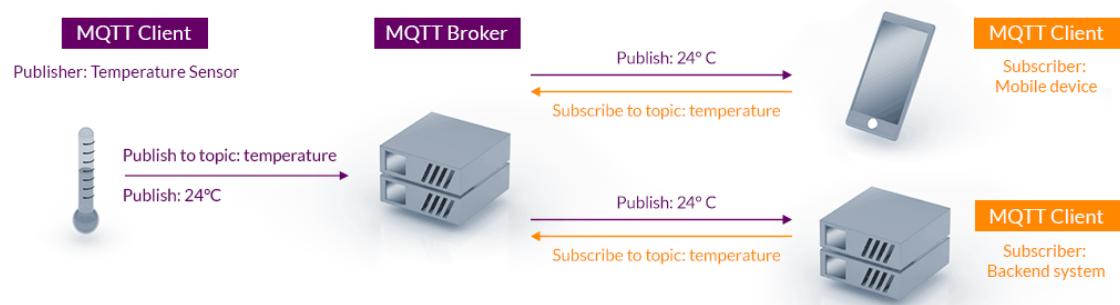 MQTT Client
Publisher: Temperature Sensor
Publish to topic: temperature
Publish: 24°C
MQTT Broker
Publish: 24° C
Subscribe to topic: temperature
MQTT Client
Subscriber:
Mobile device
Publish: 24° C
Subscribe to topic: temperature
MQTT Client
Subscriber:
Backend system